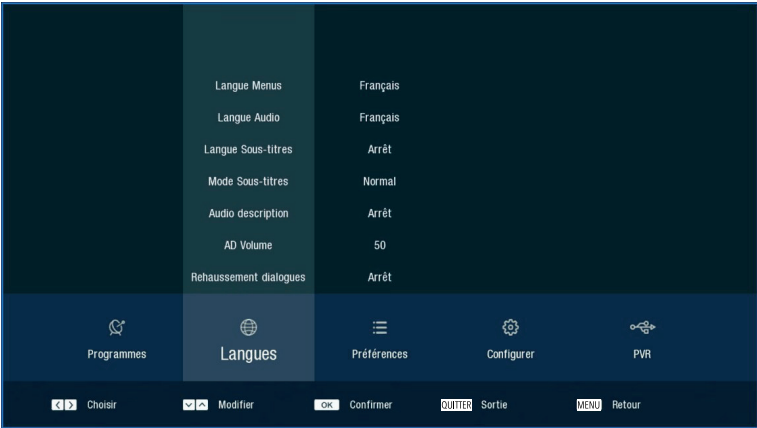 Langue Menus Français
Langue Audio Français
Langue Sous-titres Arrêt
Mode Sous-titres Normal
Audio description Arrêt
AD Volume 50
Rehaussement dialogues Arrêt
Programmes Langues Préférences Configurer PVR
Choisir Modifier OK Confirmer QUITTER Sortie MENU Retour